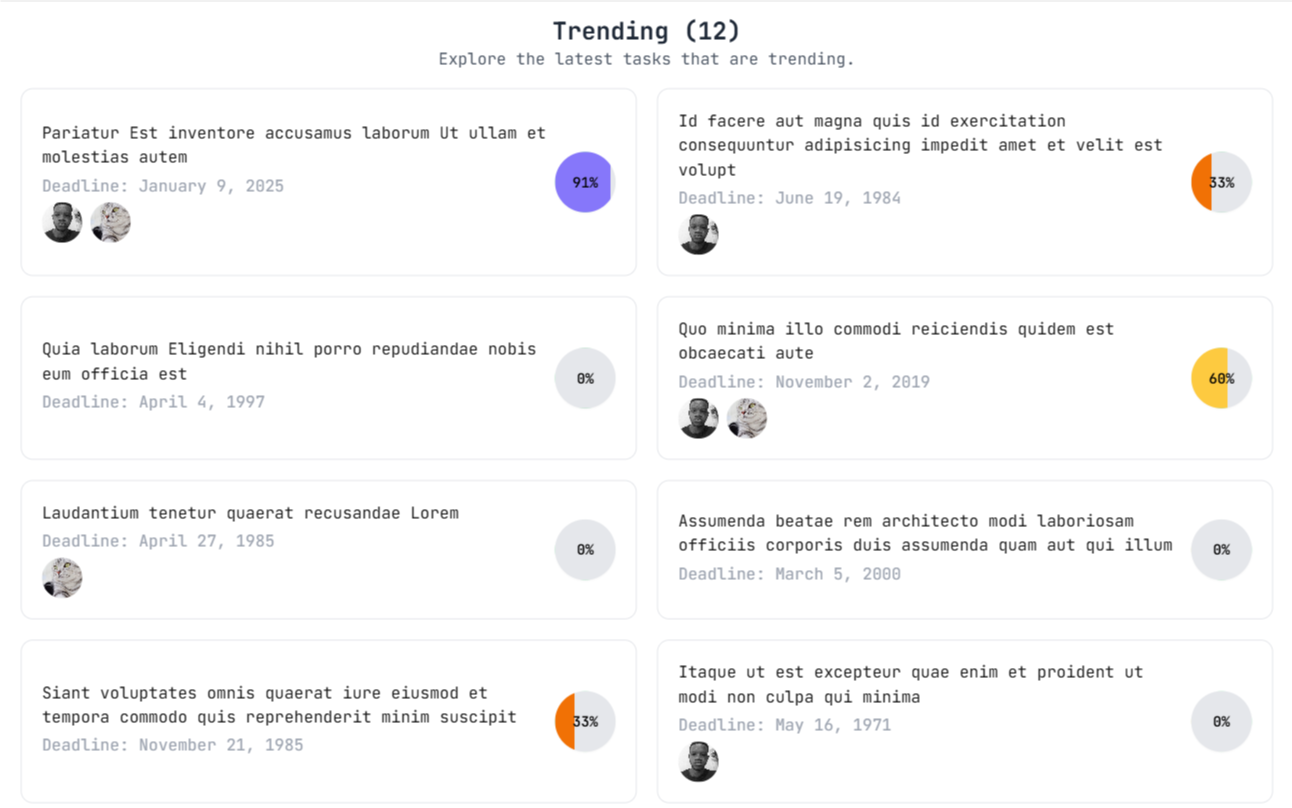 Trending (12)
Explore the latest tasks that are trending.
Pariatur Est inventore accusamus laborum Ut ullam et
molestias autem
Deadline: January 9, 2025
91%
Id facere aut magna quis id exercitation
consequuntur adipisicing impedit amet et velit est
volupt
Deadline: June 19, 1984
33%
Quia laborum Eligendi nihil porro repudiandae nobis
eum officia est
Deadline: April 4, 1997
0%
Quo minima illo commodi reiciendis quidem est
obcaecati aute
Deadline: November 2, 2019
60%
Laudantium tenetur quaerat recusandae Lorem
Deadline: April 27, 1985
0%
Assumenda beatae rem architecto modi laboriosam
officiis corporis duis assumenda quam aut qui illum
Deadline: March 5, 2000
0%
Siant voluptates omnis quaerat iure eiusmod et
tempora commodo quis reprehenderit minim suscipit
Deadline: November 21, 1985
33%
Itaque ut est excepteur quae enim et proident ut
modi non culpa qui minima
Deadline: May 16, 1971
0%